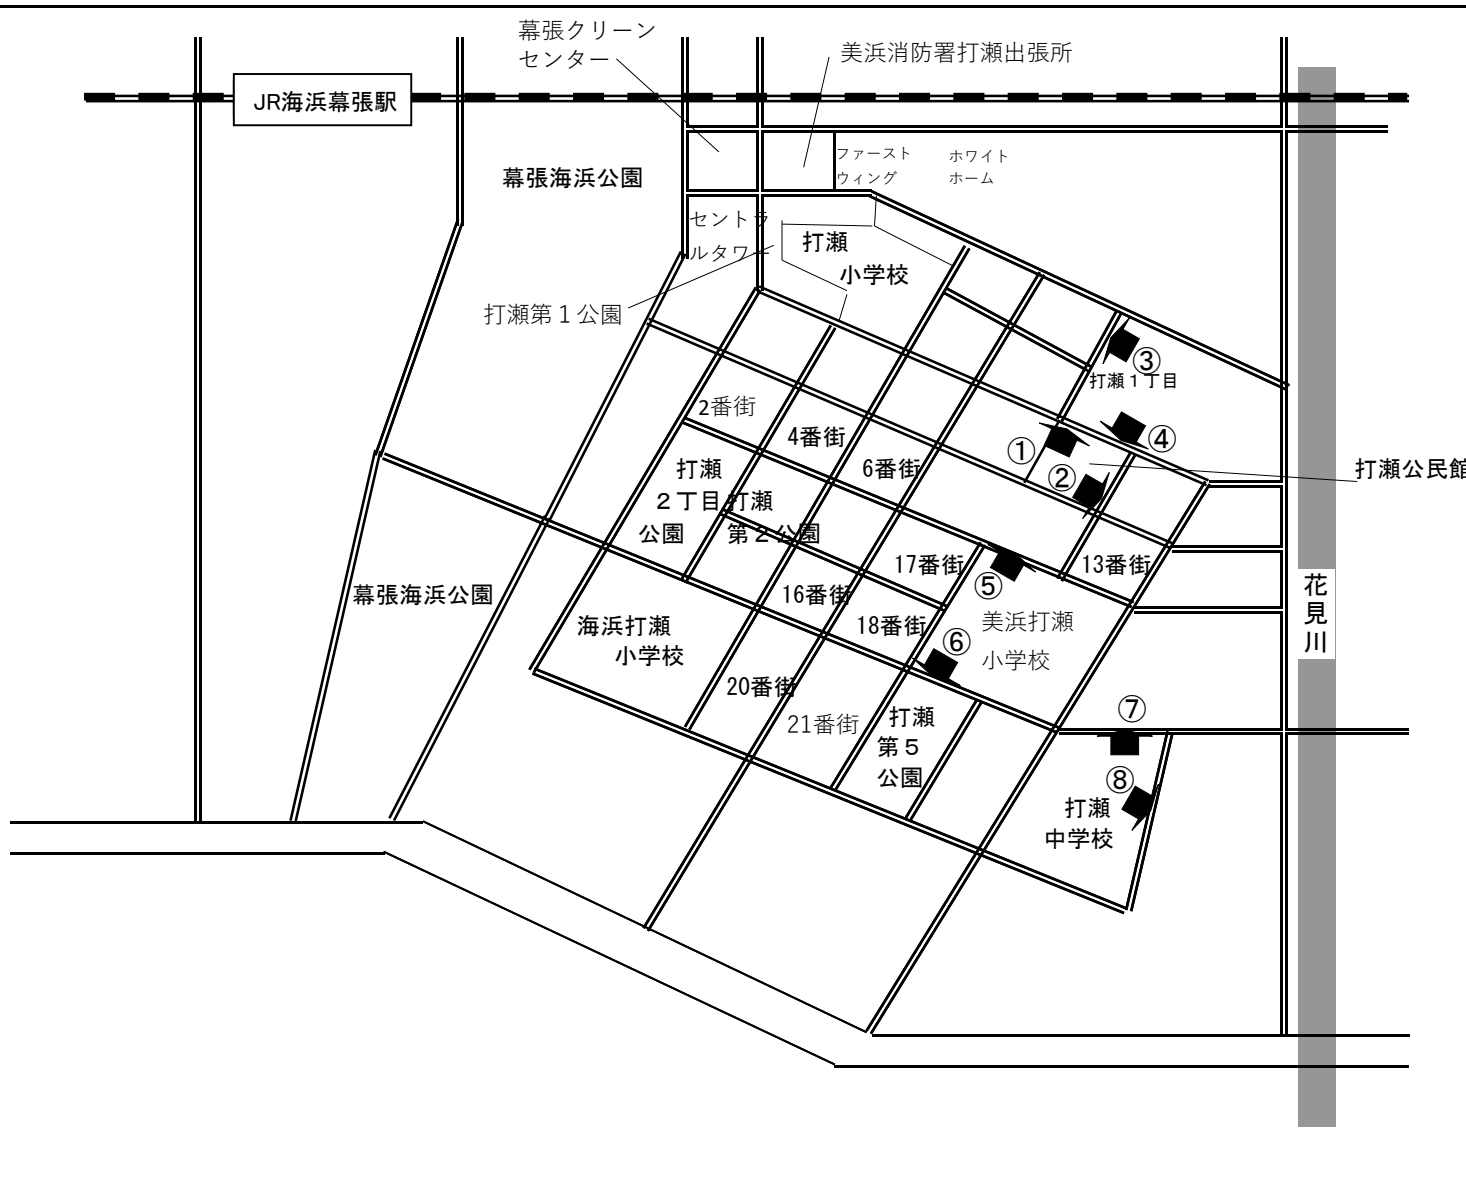 幕張クリーン
センター
美浜消防署打瀬出張所
JR海浜幕張駅
ファースト
ウィング
ホワイト
ホーム
幕張海浜公園
セントラ
ルタワー
打瀬
小学校
打瀬第１公園
③
打瀬１丁目
2番街
4番街
6番街
①
②
④
打瀬公民館
打瀬
２丁目
公園
打瀬
第２公園
17番街
13番街
⑤
幕張海浜公園
16番街
18番街
美浜打瀬
小学校
⑥
花見川
海浜打瀬
小学校
20番街
21番街
打瀬
第５
公園
⑦
⑧
打瀬
中学校